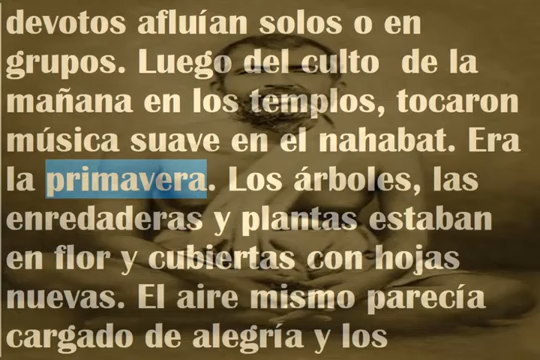 devotos afluían solos o en
grupos. Luego del culto de la
mañana en los templos, tocaron
música suave en el nahabat. Era
la primavera. Los árboles, las
enredaderas y plantas estaban
en flor y cubiertas con hojas
nuevas. El aire mismo parecía
cargado de alegría y los